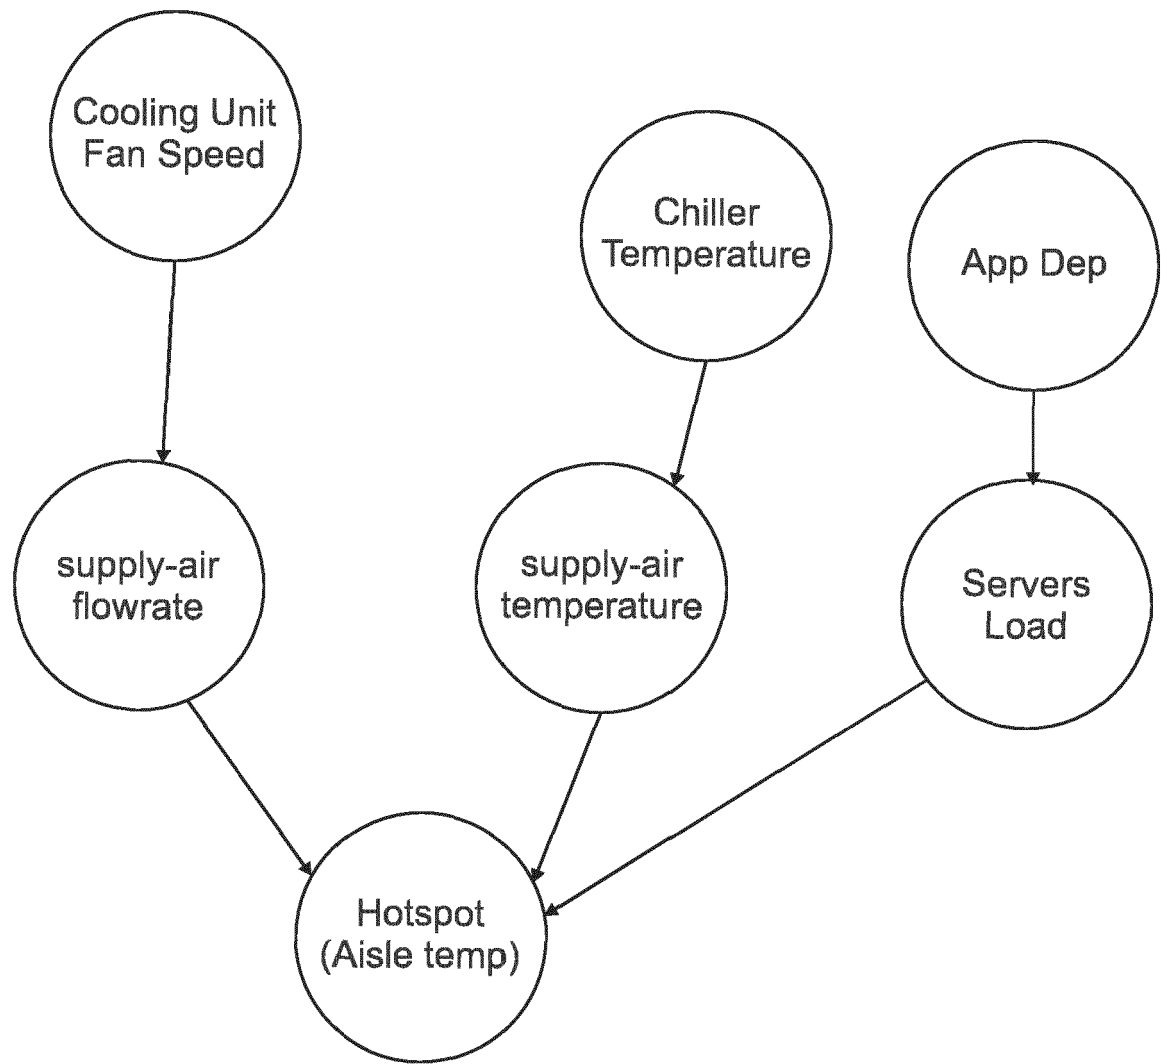 Cooling Unit
Fan Speed
Chiller
Temperature
App Dep
supply-air
flowrate
supply-air
temperature
Servers
Load
Hotspot
(Aisle temp)